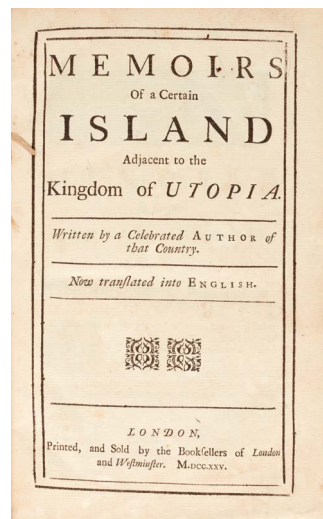 MEMOIRS
Of a Certain
ISLAND
Adjacent to the
Kingdom of UTOPIA.
Written by a Celebrated AUTHOR of
that Country.
Now tranſlated into ENGLISH.
LONDON,
Printed, and Sold by the Bookſellers of London
and Weſtminſter. M.DCC.XXV.